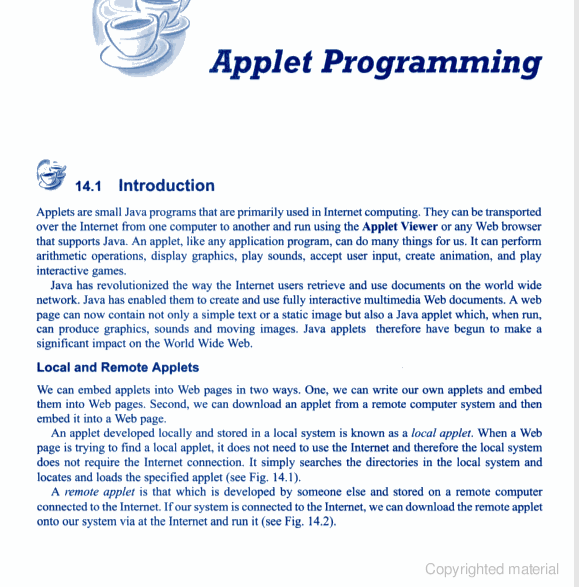 Applet Programming
14.1 Introduction
Applets are small Java programs that are primarily used in Internet computing. They can be transported
over the Internet from one computer to another and run using the Applet Viewer or any Web browser
that supports Java. An applet, like any application program, can do many things for us. It can perform
arithmetic operations, display graphics, play sounds, accept user input, create animation, and play
interactive games.
Java has revolutionized the way the Internet users retrieve and use documents on the world wide
network. Java has enabled them to create and use fully interactive multimedia Web documents. A web
page can now contain not only a simple text or a static image but also a Java applet which, when run,
can produce graphics, sounds and moving images. Java applets therefore have begun to make a
significant impact on the World Wide Web.
Local and Remote Applets
We can embed applets into Web pages in two ways. One, we can write our own applets and embed
them into Web pages. Second, we can download an applet from a remote computer system and then
embed it into a Web page.
An applet developed locally and stored in a local system is known as a local applet. When a Web
page is trying to find a local applet, it does not need to use the Internet and therefore the local system
does not require the Internet connection. It simply searches the directories in the local system and
locates and loads the specified applet (see Fig. 14.1).
A remote applet is that which is developed by someone else and stored on a remote computer
connected to the Internet. If our system is connected to the Internet, we can download the remote applet
onto our system via at the Internet and run it (see Fig. 14.2).
Copyrighted material